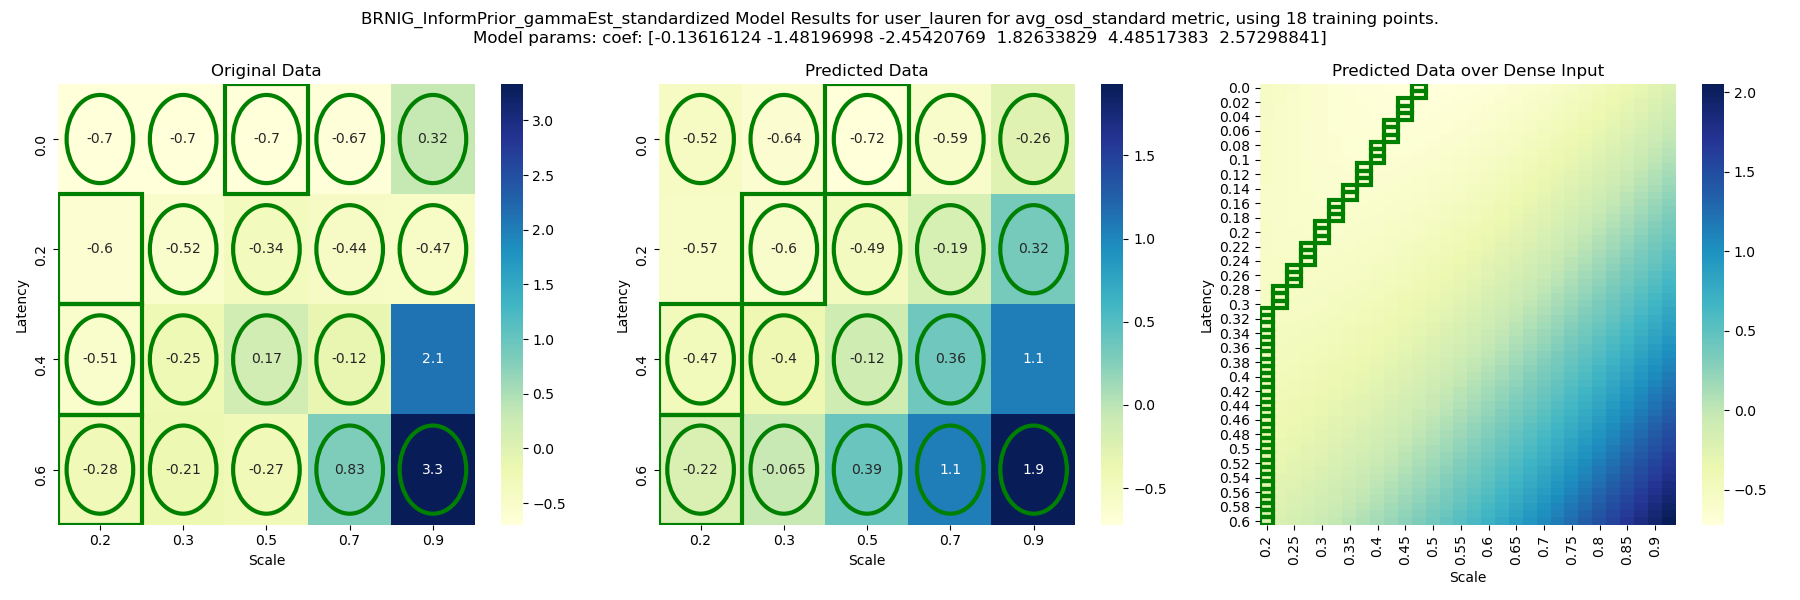 BRNIG_InformPrior_gammaEst_standardized Model Results for user_lauren for avg_osd_standard metric, using 18 training points.
Model params: coef: [-0.13616124 -1.48196998 -2.45420769  1.82633829  4.48517383  2.57298841]
Original Data
Latency
0.0
0.2
0.4
0.6
-0.7 -0.7 -0.7 -0.67 0.32
-0.6 -0.52 -0.34 -0.44 -0.47
-0.51 -0.25 0.17 -0.12 2.1
-0.28 -0.21 -0.27 0.83 3.3
0.2 0.3 0.5 0.7 0.9
Scale
3.0
2.5
2.0
1.5
1.0
0.5
0.0
−0.5
Predicted Data
Latency
0.0
0.2
0.4
0.6
-0.52 -0.64 -0.72 -0.59 -0.26
-0.57 -0.6 -0.49 -0.19 0.32
-0.47 -0.4 -0.12 0.36 1.1
-0.22 -0.065 0.39 1.1 1.9
0.2 0.3 0.5 0.7 0.9
Scale
1.5
1.0
0.5
0.0
−0.5
Predicted Data over Dense Input
Latency
0.0
0.02
0.04
0.06
0.08
0.1
0.12
0.14
0.16
0.18
0.2
0.22
0.24
0.26
0.28
0.3
0.32
0.34
0.36
0.38
0.4
0.42
0.44
0.46
0.48
0.5
0.52
0.54
0.56
0.58
0.6
0.2 0.25 0.3 0.35 0.4 0.45 0.5 0.55 0.6 0.65 0.7 0.75 0.8 0.85 0.9
Scale
2.0
1.5
1.0
0.5
0.0
−0.5